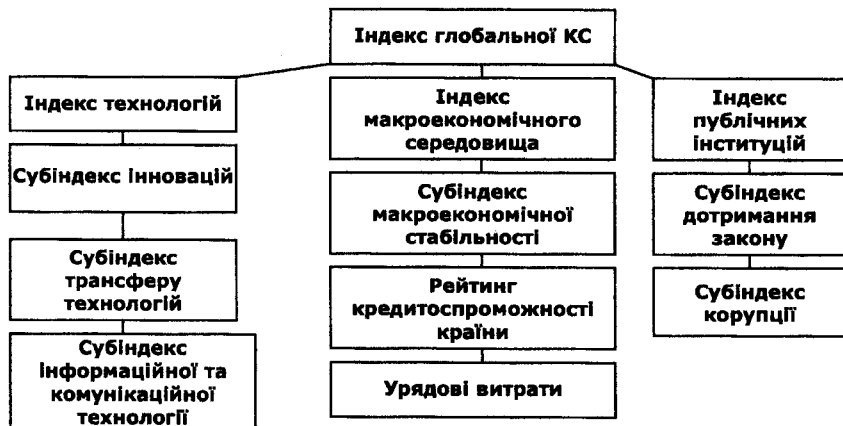 Індекс глобальної КС
Індекс технологій
Субіндекс інновацій
Субіндекс
трансферу
технологій
Субіндекс
інформаційної та
комунікаційної
технології
Індекс
макроекономічного
середовища
Субіндекс
макроекономічної
стабільності
Рейтинг
кредитоспроможності
країни
Урядові витрати
Індекс
публічних
інституцій
Субіндекс
дотримання
закону
Субіндекс
корупції